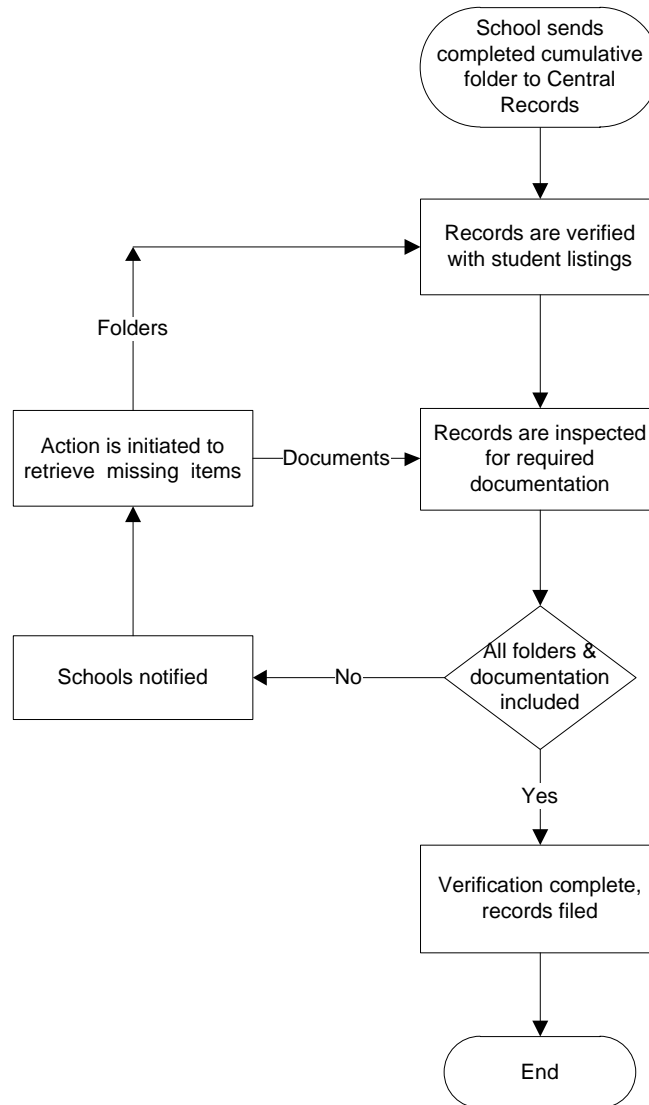 School sends
completed cumulative
folder to Central
Records
Records are verified
with student listings
Folders
Action is initiated to
retrieve missing items
Documents
Records are inspected
for required
documentation
All folders &
documentation
included
No
Schools notified
Yes
Verification complete,
records filed
End